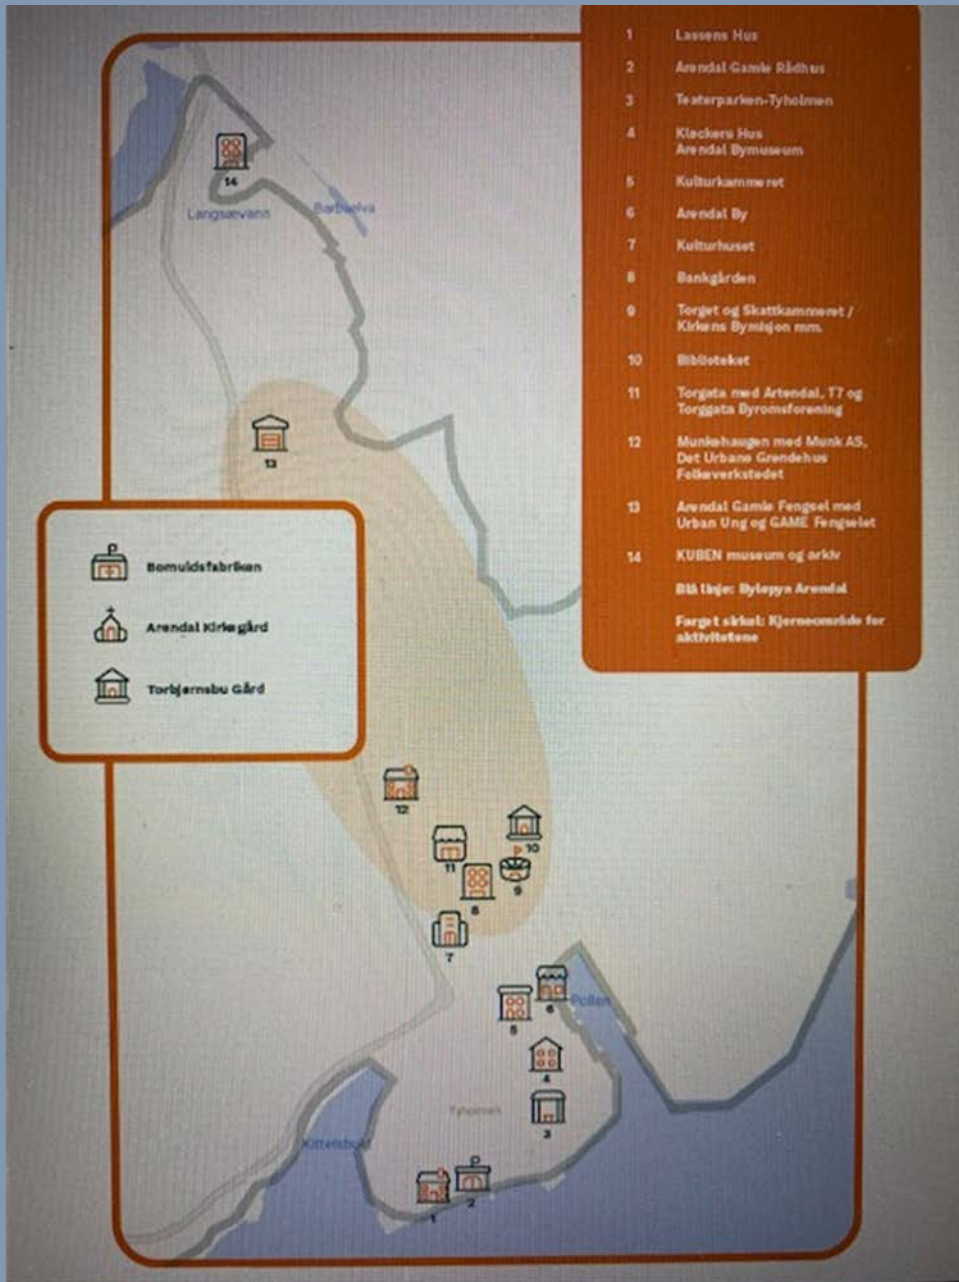 1 Lassens Hus
2 Arendal Gamle Rådhus
3 Teaterparken-Tyholmen
4 Kløckers Hus
Arendal Bymuseum
5 Kulturkammeret
6 Arendal By
7 Kulturhuset
8 Bankgården
9 Torget og Skattkammeret /
Kirkens Bymisjon mm.
10 Biblioteket
11 Torgata med Artendal, T7 og
Torggata Byromsforening
12 Munkehaugen med Munk AS,
Det Urbane Grendehus
Folkeverkstedet
13 Arendal Gamle Fengsel med
Urban Ung og GAME Fengselet
14 KUBEN museum og arkiv
Blå linje: Byløpya Arendal
Farget sirkel: Kjerneområde for
aktivitetene
14
Langsævann
Barbuelva
13
Bomuldsfabriken
Arendal Kirkegård
Torbjørnsbu Gård
12
10
11
9
8
7
6
Pollen
5
4
Tyholmen
3
Kittelsbukt
2
1